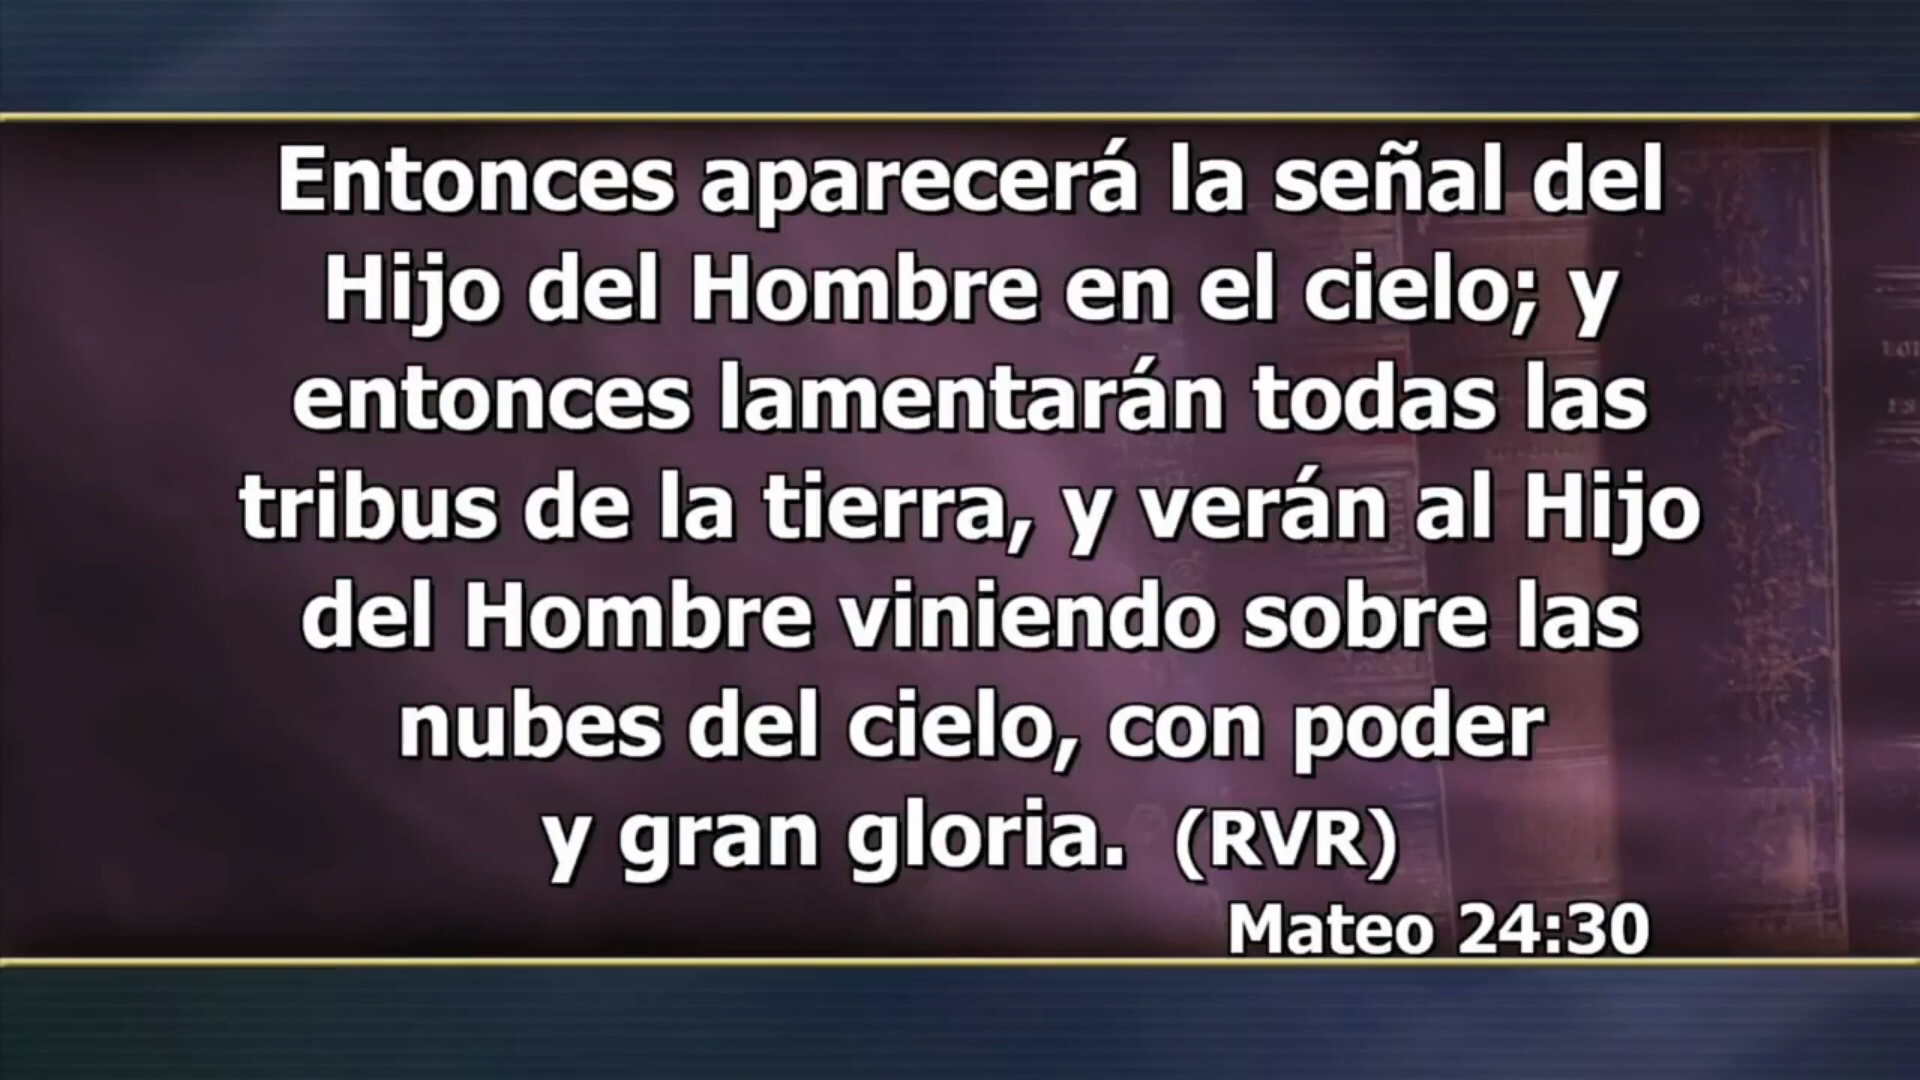 Entonces aparecerá la señal del
Hijo del Hombre en el cielo; y
entonces lamentarán todas las
tribus de la tierra, y verán al Hijo
del Hombre viniendo sobre las
nubes del cielo, con poder
y gran gloria. (RVR)
Mateo 24:30